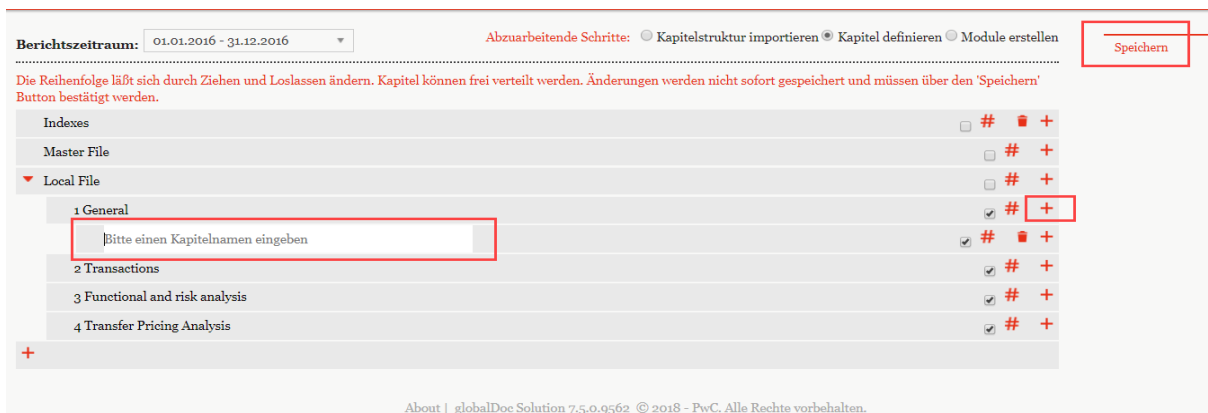 Berichtszeitraum: 01.01.2016 - 31.12.2016
Abzuarbeitende Schritte: Kapitelstruktur importieren Kapitel definieren Module erstellen
Speichern
Die Reihenfolge läßt sich durch Ziehen und Loslassen ändern. Kapitel können frei verteilt werden. Änderungen werden nicht sofort gespeichert und müssen über den 'Speichern'
Button bestätigt werden.
Indexes #
Master File #
Local File #
1 General #
Bitte einen Kapitelnamen eingeben #
2 Transactions #
3 Functional and risk analysis #
4 Transfer Pricing Analysis #
About | globalDoc Solution 7.5.0.9562 © 2018 - PwC. Alle Rechte vorbehalten.